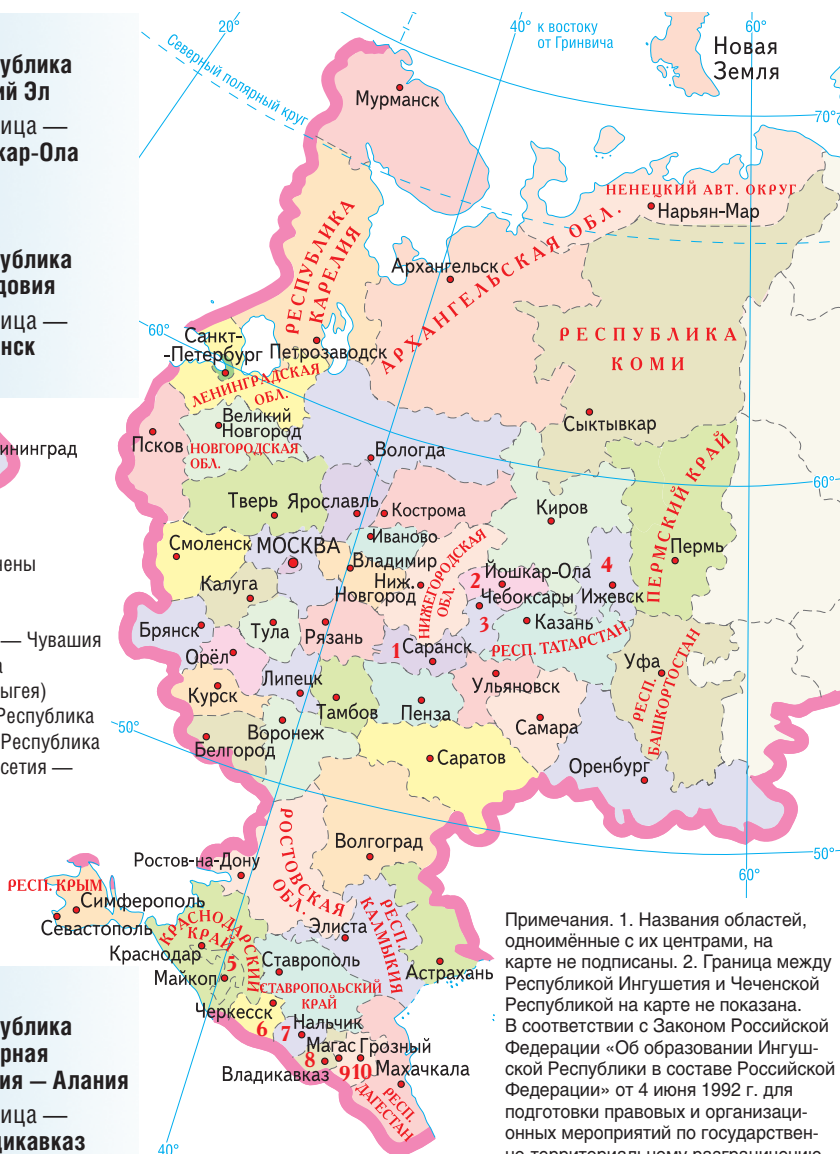 ублика
ий Эл
ица —
кар-Ола
ублика
довия
ица —
нск
ининград
чены
— Чувашия
а
ыгея)
Республика
Республика
сетия —
ублика
рная
ия – Алания
ица —
дикавказ
20°
40° к востоку
от Гринвича
60°
70°
Северный полярный круг
Новая
Земля
Мурманск
НЕНЕЦКИЙ АВТ. ОКРУГ
Нарьян-Мар
РЕСПУБЛИКА
КАРЕЛИЯ
Архангельск
АРХАНГЕЛЬСКАЯ ОБЛ.
60°
Санкт-
-Петербург
Петрозаводск
РЕСПУБЛИКА
КОМИ
ЛЕНИНГРАДСКАЯ
ОБЛ.
Сыктывкар
Великий
Новгород
Псков
НОВГОРОДСКАЯ
ОБЛ.
Вологда
ПЕРМСКИЙ КРАЙ
60°
Тверь
Ярославль
Кострома
Киров
Смоленск
МОСКВА
Иваново
Владимир
НИЖЕГОРОДСКАЯ
ОБЛ.
Пермь
Калуга
Ниж.
Новгород
2
Йошкар-Ола
4
Чебоксары
Ижевск
Брянск
Тула
Рязань
3
Казань
Орёл
1
Саранск
РЕСП. ТАТАРСТАН
Уфа
РЕСП.
БАШКОРТОСТАН
Курск
Липецк
Тамбов
Пенза
Ульяновск
50°
Белгород
Воронеж
Самара
Саратов
Оренбург
РОСТОВСКАЯ
ОБЛ.
Волгоград
50°
60°
Ростов-на-Дону
РЕСП. КРЫМ
Симферополь
Севастополь
КРАСНОДАРСКИЙ
КРАЙ
Элиста
РЕСП.
КАЛМЫКИЯ
Краснодар
5
Майкоп
Ставрополь
Астрахань
СТАВРОПОЛЬСКИЙ
КРАЙ
Черкесск
6
7
Нальчик
Магас
Грозный
8
Владикавказ
9
10
Махачкала
РЕСП.
ДАГЕСТАН
40°
Примечания. 1. Названия областей,
одноимённые с их центрами, на
карте не подписаны. 2. Граница между
Республикой Ингушетия и Чеченской
Республикой на карте не показана.
В соответствии с Законом Российской
Федерации «Об образовании Ингуш-
ской Республики в составе Российской
Федерации» от 4 июня 1992 г. для
подготовки правовых и организаци-
онных мероприятий по государствен-
но-территориальному разграничению